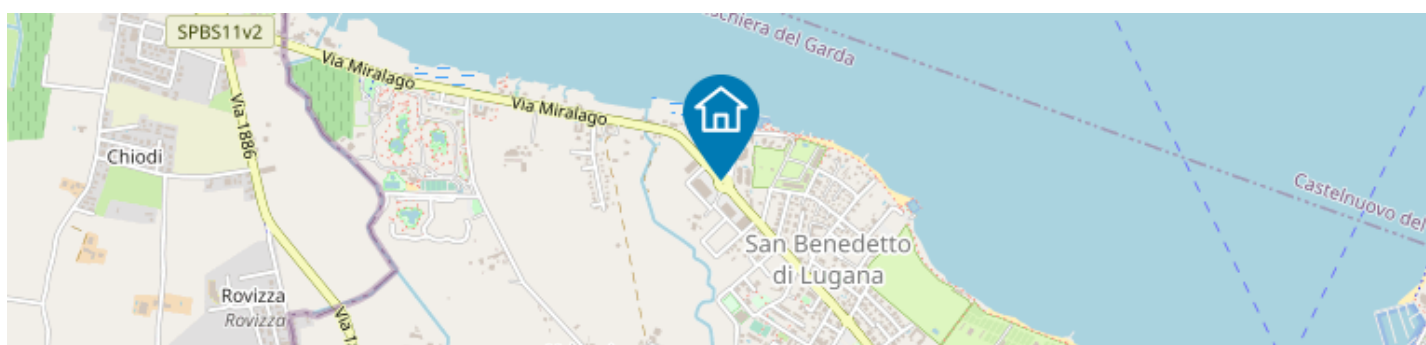 schiera del Garda
SPBS11v2
Via Miralago
Via Miralago
Via 1886
Chiodi
Castelnuovo del
San Benedetto
di Lugana
Rovizza
Rovizza